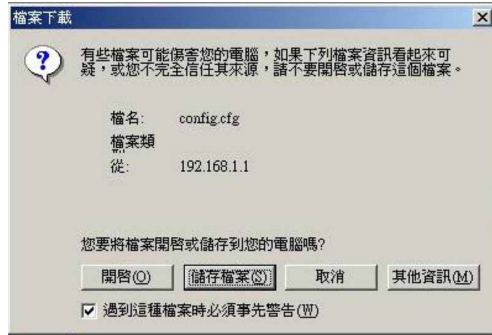 檔案下載
有些檔案可能傷害您的電腦，如果下列檔案資訊看起來可
疑，或您不完全信任其來源，請不要開啓或儲存這個檔案。
檔名: config.cfg
檔案類
從: 192.168.1.1
您要將檔案開啓或儲存到您的電腦嗎?
開啓(O) 儲存檔案(S) 取消 其他資訊(M)
遇到這種檔案時必須事先警告(W)